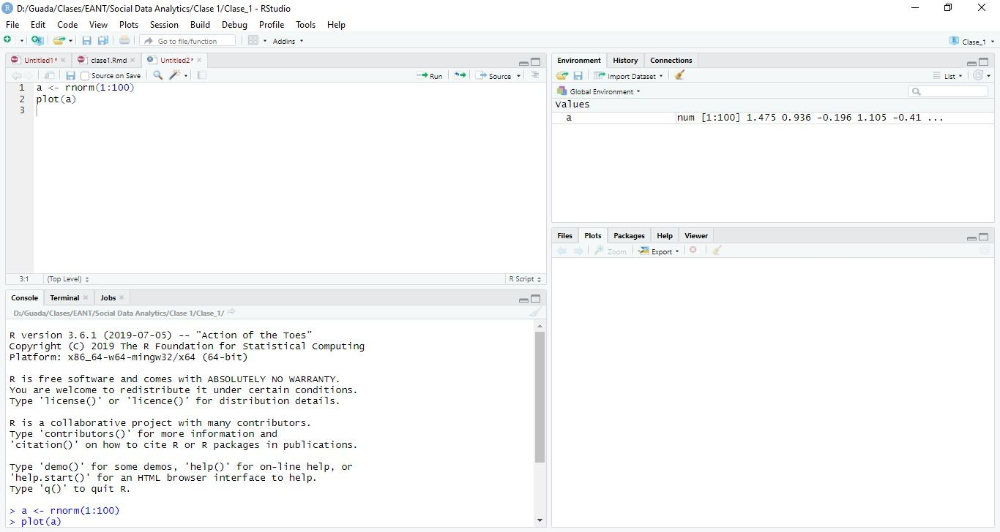 D:/Guada/Clases/EANT/Social Data Analytics/Clase 1/Clase_1 - RStudio
File Edit Code View Plots Session Build Debug Profile Tools Help
Go to file/function Addins Clase_1
Untitled1* clase1.Rmd Untitled2*
Source on Save Run Source
1 a <- rnorm(1:100)
2 plot(a)
3
3:1 (Top Level) R Script
Console Terminal Jobs
D:/Guada/Clases/EANT/Social Data Analytics/Clase 1/Clase_1/
R version 3.6.1 (2019-07-05) -- "Action of the Toes"
Copyright (C) 2019 The R Foundation for Statistical Computing
Platform: x86_64-w64-mingw32/x64 (64-bit)
R is free software and comes with ABSOLUTELY NO WARRANTY.
You are welcome to redistribute it under certain conditions.
Type 'license()' or 'licence()' for distribution details.
R is a collaborative project with many contributors.
Type 'contributors()' for more information and
'citation()' on how to cite R or R packages in publications.
Type 'demo()' for some demos, 'help()' for on-line help, or
'help.start()' for an HTML browser interface to help.
Type 'q()' to quit R.
> a <- rnorm(1:100)
> plot(a)
Environment History Connections
Import Dataset List
Global Environment
Values
a num [1:100] 1.475 0.936 -0.196 1.105 -0.41 ...
Files Plots Packages Help Viewer
Zoom Export